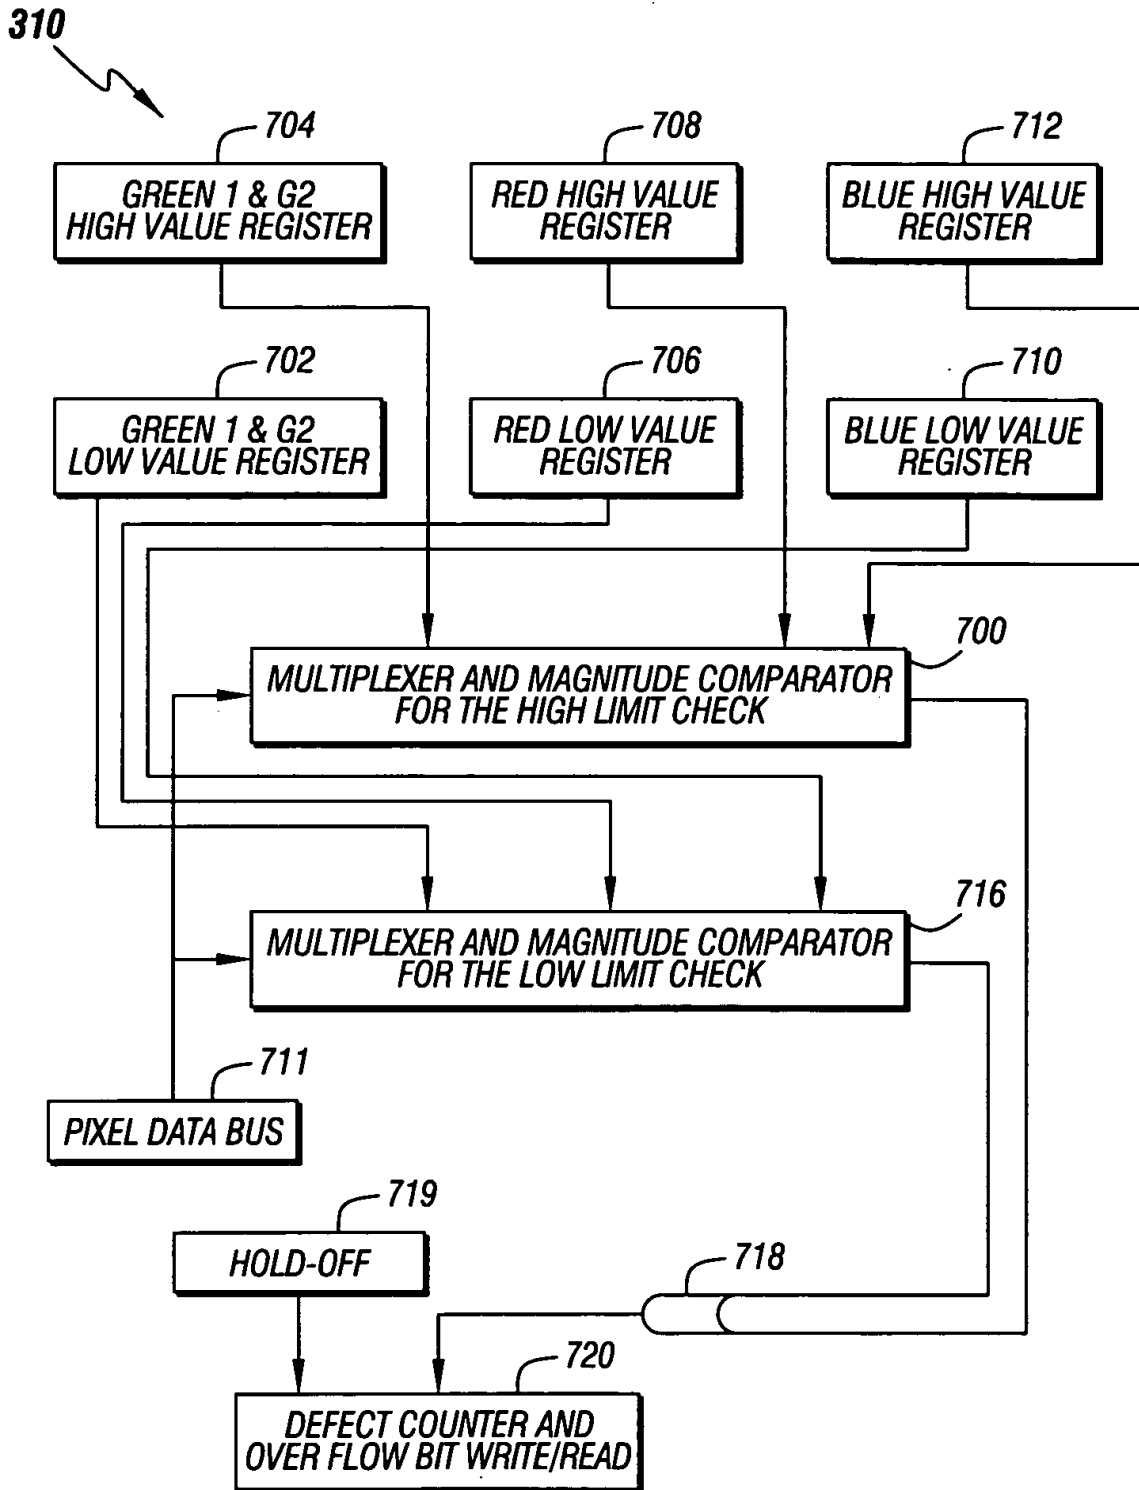 310
704
708
712
GREEN 1 & G2
HIGH VALUE REGISTER
RED HIGH VALUE
REGISTER
BLUE HIGH VALUE
REGISTER
702
706
710
GREEN 1 & G2
LOW VALUE REGISTER
RED LOW VALUE
REGISTER
BLUE LOW VALUE
REGISTER
700
MULTIPLEXER AND MAGNITUDE COMPARATOR
FOR THE HIGH LIMIT CHECK
716
MULTIPLEXER AND MAGNITUDE COMPARATOR
FOR THE LOW LIMIT CHECK
711
PIXEL DATA BUS
719
HOLD-OFF
718
720
DEFECT COUNTER AND
OVER FLOW BIT WRITE/READ